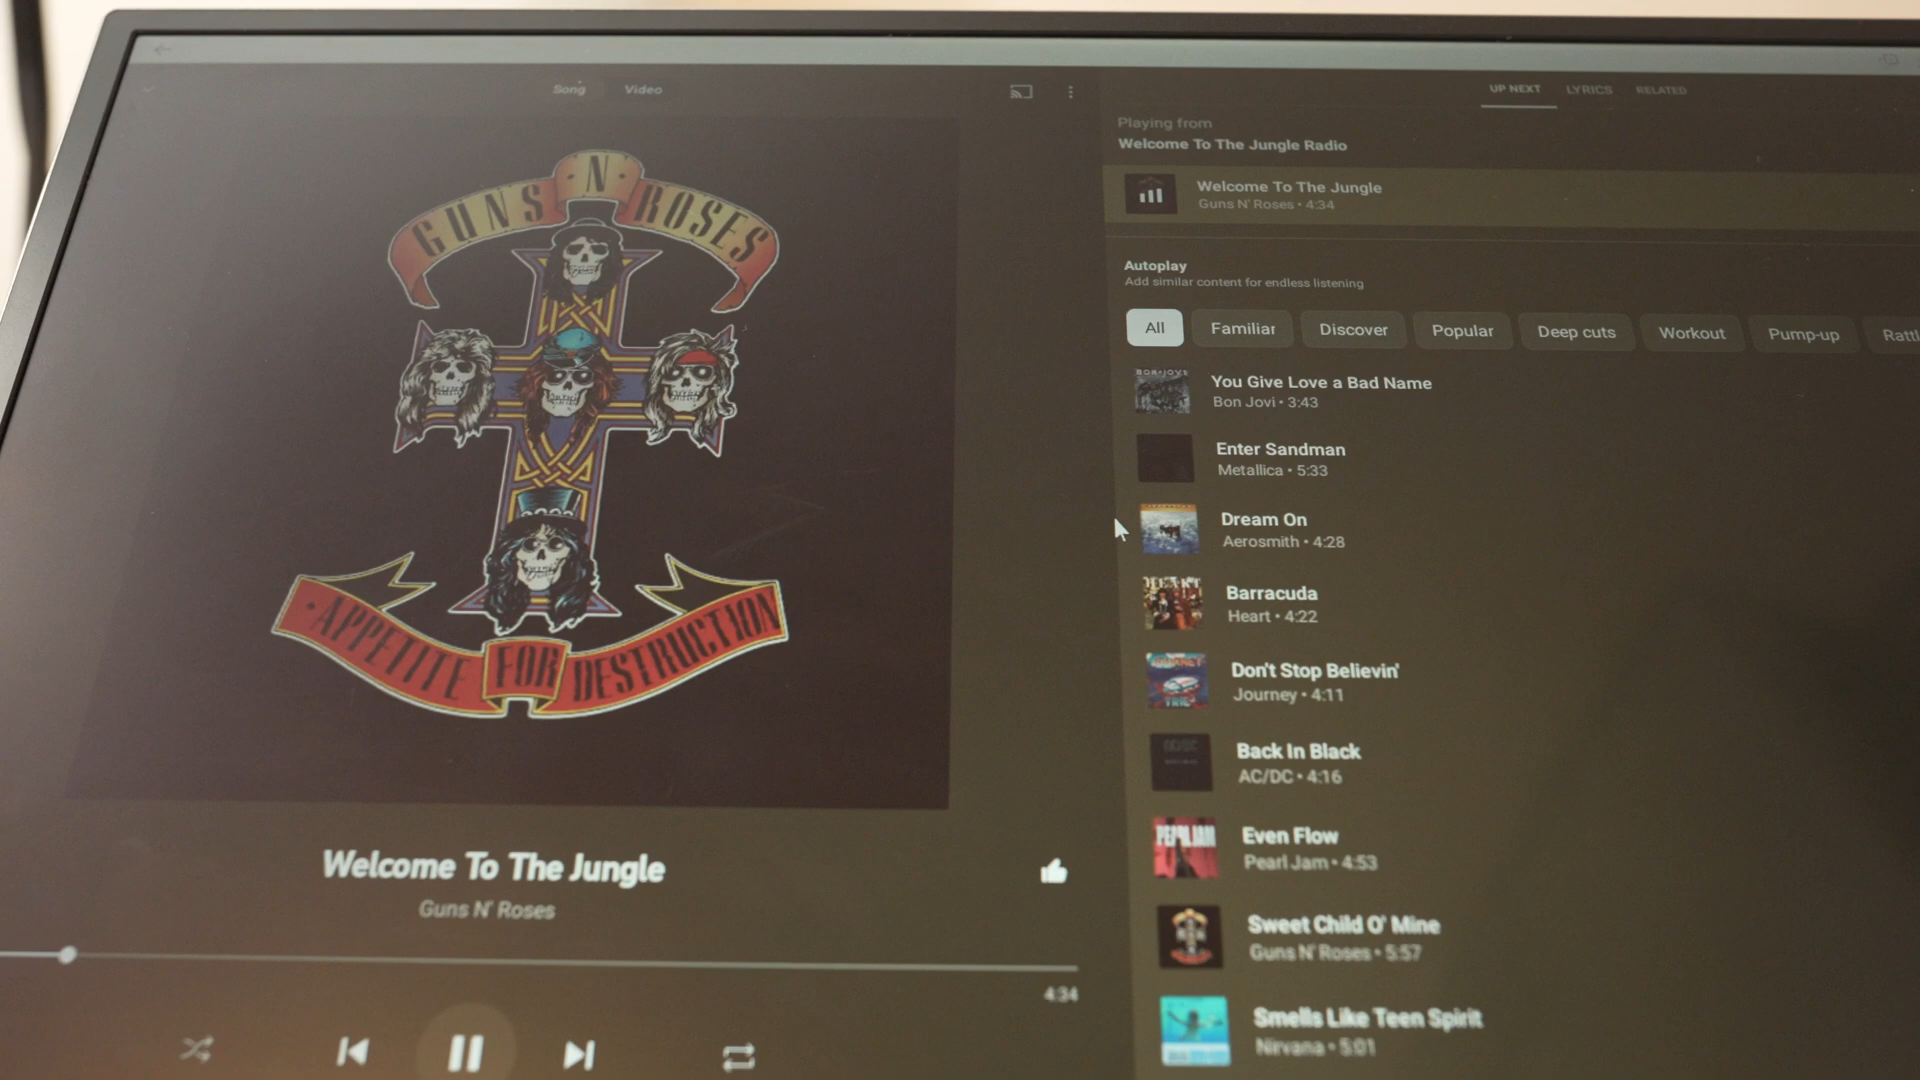 Song Video
GUNS N' ROSES
APPETITE FOR DESTRUCTION
Welcome To The Jungle
Guns N' Roses
4:34
UP NEXT LYRICS RELATED
Playing from
Welcome To The Jungle Radio
Welcome To The Jungle
Guns N' Roses • 4:34
Autoplay
Add similar content for endless listening
All Familiar Discover Popular Deep cuts Workout Pump-up
BON JOVI
You Give Love a Bad Name
Bon Jovi • 3:43
Enter Sandman
Metallica • 5:33
Dream On
Aerosmith • 4:28
HEART
Barracuda
Heart • 4:22
Don't Stop Believin'
Journey • 4:11
Back In Black
AC/DC • 4:16
PEARL JAM
Even Flow
Pearl Jam • 4:53
Sweet Child O' Mine
Guns N' Roses • 5:57
Smells Like Teen Spirit
Nirvana • 5:01